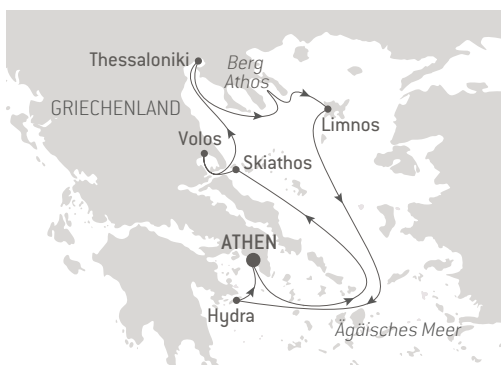 Thessaloniki
Berg
Athos
GRIECHENLAND
Limnos
Volos
Skiathos
ATHEN
Hydra
Ägäisches Meer